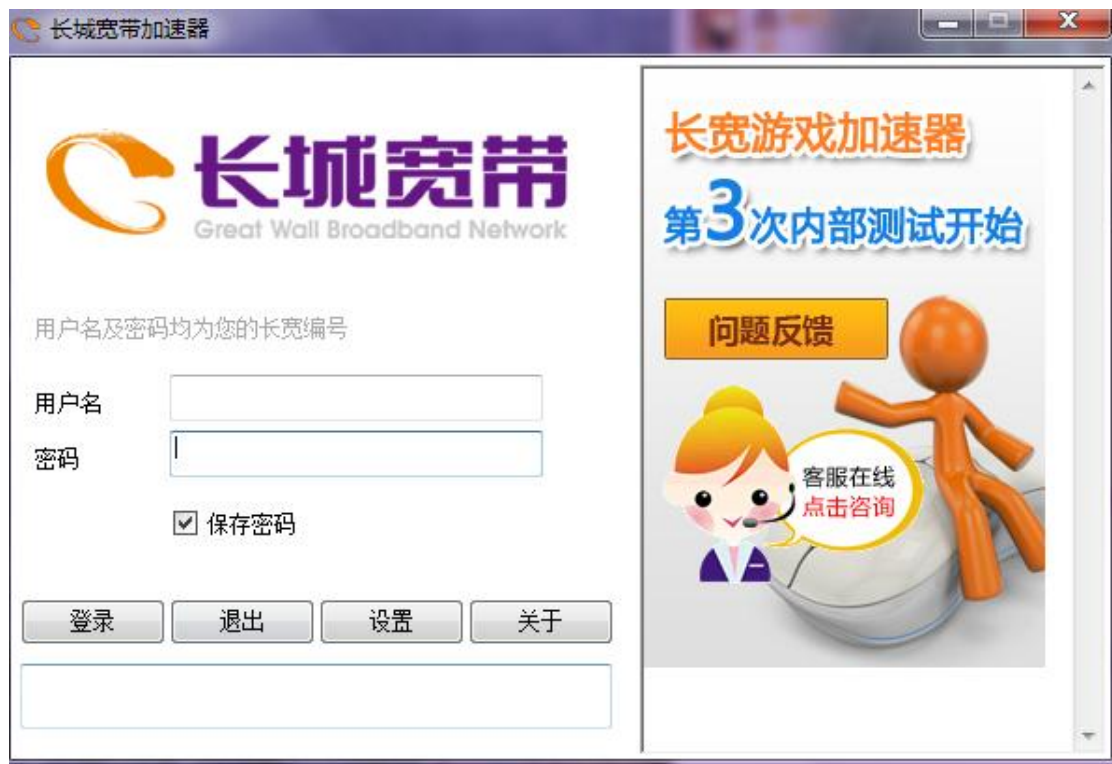 长城宽带加速器
长城宽带
Great Wall Broadband Network
用户名及密码均为您的长宽编号
用户名
密码
保存密码
登录 退出 设置 关于
长宽游戏加速器
第3次内部测试开始
问题反馈
客服在线
点击咨询